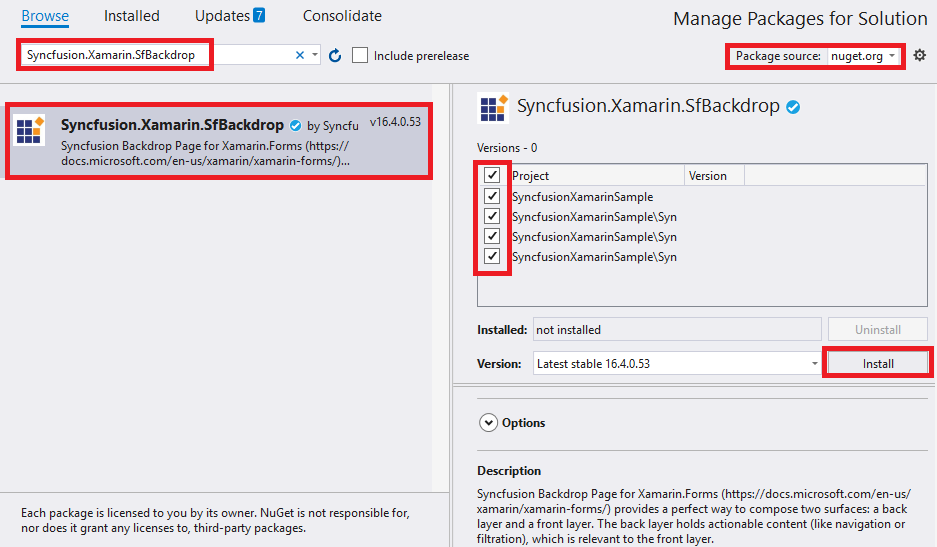 Browse Installed Updates 7 Consolidate
Manage Packages for Solution
Syncfusion.Xamarin.SfBackdrop
Include prerelease
Package source: nuget.org
Syncfusion.Xamarin.SfBackdrop by Syncfu v16.4.0.53
Syncfusion Backdrop Page for Xamarin.Forms (https://
docs.microsoft.com/en-us/xamarin/xamarin-forms/)...
Each package is licensed to you by its owner. NuGet is not responsible for,
nor does it grant any licenses to, third-party packages.
Syncfusion.Xamarin.SfBackdrop
Versions - 0
Project Version
SyncfusionXamarinSample
SyncfusionXamarinSample\Syn
SyncfusionXamarinSample\Syn
SyncfusionXamarinSample\Syn
Installed: not installed Uninstall
Version: Latest stable 16.4.0.53 Install
Options
Description
Syncfusion Backdrop Page for Xamarin.Forms (https://docs.microsoft.com/en-us/
xamarin/xamarin-forms/) provides a perfect way to compose two surfaces: a back
layer and a front layer. The back layer holds actionable content (like navigation or
filtration), which is relevant to the front layer.